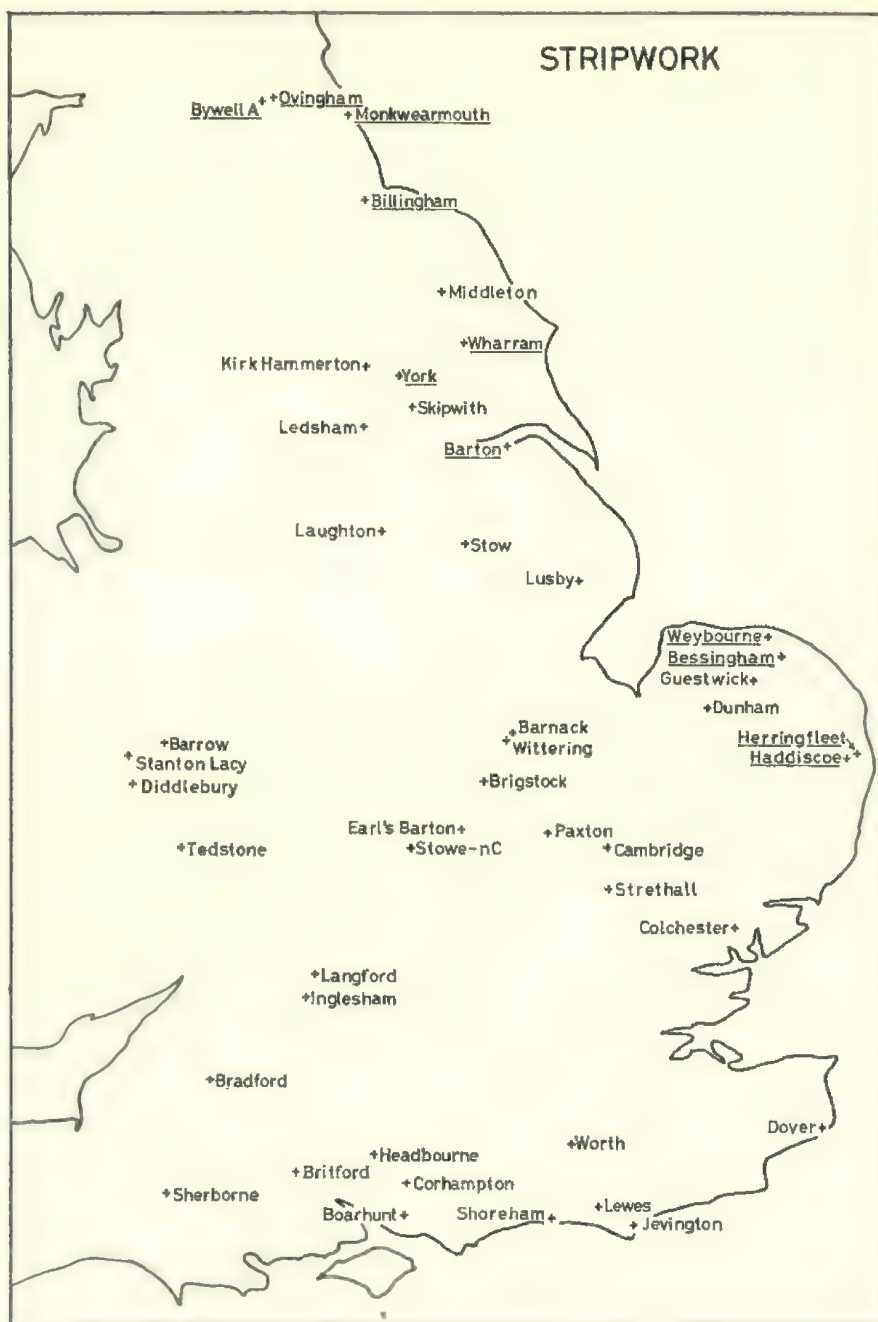 STRIPWORK
Bywell A
Ovingham
Monkwearmouth
Billingham
Middleton
Wharram
Kirk Hammerton
York
Skipwith
Ledsham
Barton
Laughton
Stow
Lusby
Weybourne
Bessingham
Guestwick
Dunham
Barnack
Wittering
Herringfleet
Haddiscoe
Barrow
Stanton Lacy
Diddlebury
Brigstock
Earl's Barton
Paxton
Tedstone
Stowe-nC
Cambridge
Strethall
Colchester
Langford
Inglesham
Bradford
Dover
Worth
Headbourne
Britford
Corhampton
Sherborne
Boarhunt
Shoreham
Lewes
Jevington